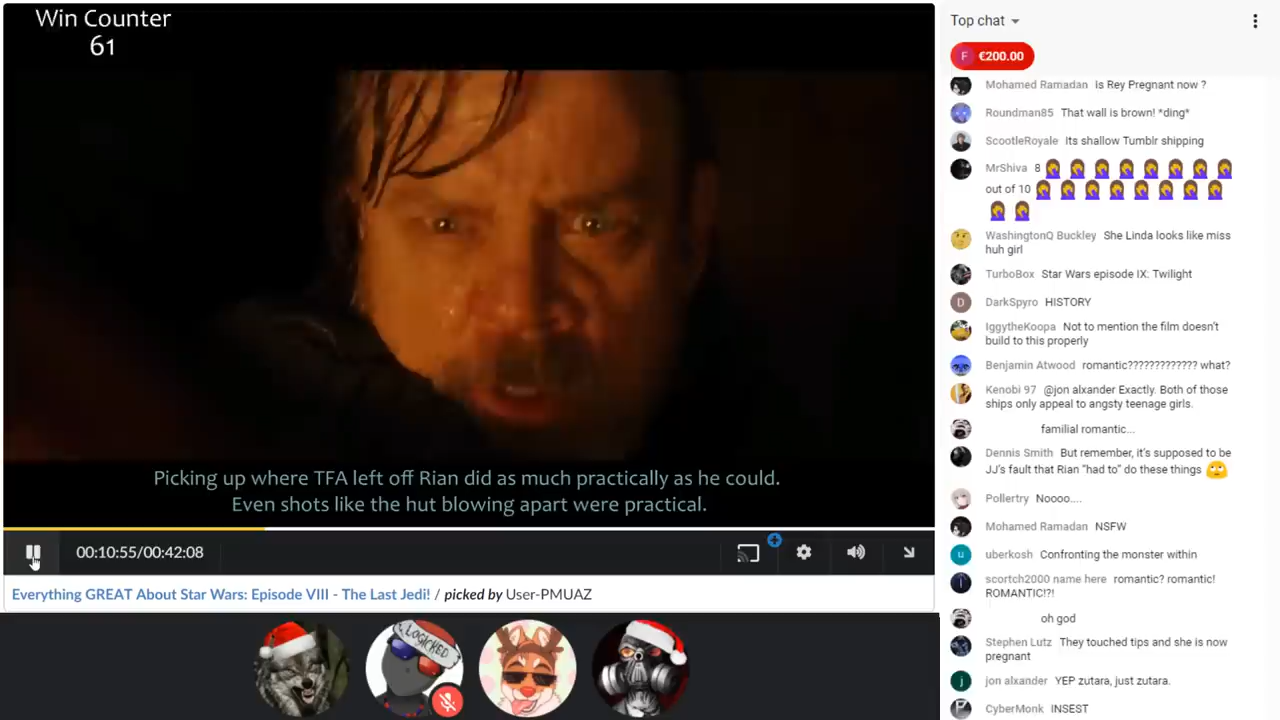 Win Counter
61
Picking up where TFA left off Rian did as much practically as he could.
Even shots like the hut blowing apart were practical.
00:10:55/00:42:08
Everything GREAT About Star Wars: Episode VIII - The Last Jedi! / picked by User-PMUAZ
LOGICKED
Top chat
F €200.00
Mohamed Ramadan is Rey Pregnant now ?
Roundman85 That wall is brown! *ding*
ScootleRoyale Its shallow Tumblr shipping
MrShiva 8 🤦‍♀️🤦‍♀️🤦‍♀️🤦‍♀️🤦‍♀️🤦‍♀️🤦‍♀️🤦‍♀️
out of 10 🤦‍♀️🤦‍♀️🤦‍♀️🤦‍♀️🤦‍♀️🤦‍♀️🤦‍♀️🤦‍♀️
🤦‍♀️🤦‍♀️
WashingtonQ Buckley She Linda looks like miss
huh girl
TurboBox Star Wars episode IX: Twilight
D DarkSpyro HISTORY
IggytheKoopa Not to mention the film doesn't
build to this properly
Benjamin Atwood romantic????????????? what?
Kenobi 97 @jon alxander Exactly. Both of those
ships only appeal to angsty teenage girls.
familial romantic...
Dennis Smith But remember, it's supposed to be
JJ's fault that Rian "had to" do these things 🙄
Pollertry Noooo....
Mohamed Ramadan NSFW
u uberkosh Confronting the monster within
scortch2000 name here romantic? romantic!
ROMANTIC!?!
oh god
Stephen Lutz They touched tips and she is now
pregnant
j jon alxander YEP zutara, just zutara.
CyberMonk INSEST